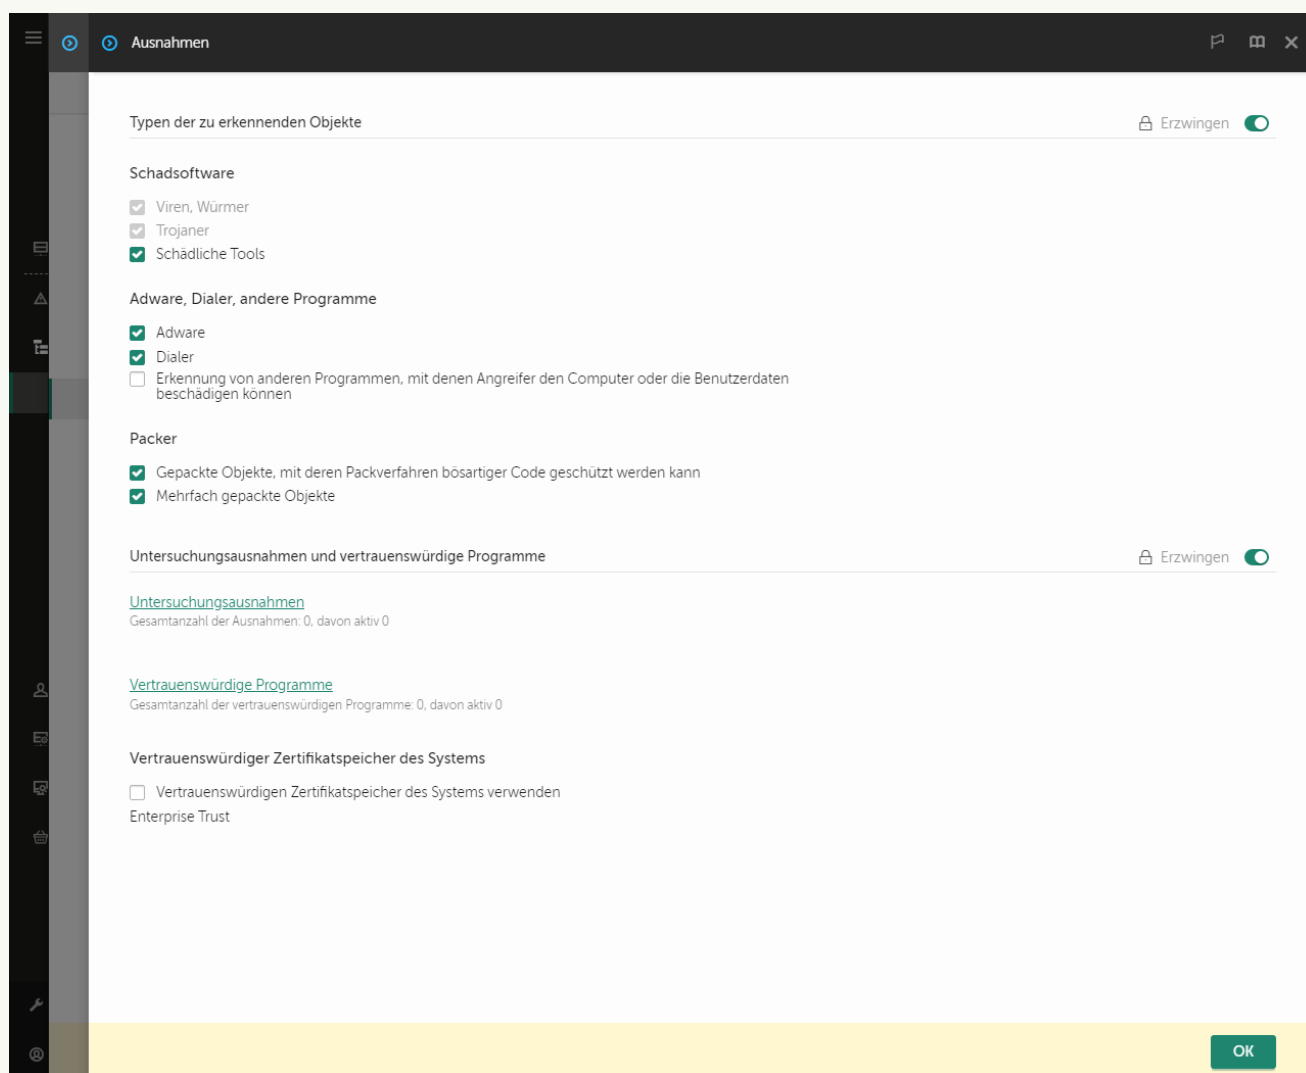 Ausnahmen
Typen der zu erkennenden Objekte
Erzwingen
Schadsoftware
Viren, Würmer
Trojaner
Schädliche Tools
Adware, Dialer, andere Programme
Adware
Dialer
Erkennung von anderen Programmen, mit denen Angreifer den Computer oder die Benutzerdaten
beschädigen können
Packer
Gepackte Objekte, mit deren Packverfahren bösartiger Code geschützt werden kann
Mehrfach gepackte Objekte
Untersuchungsausnahmen und vertrauenswürdige Programme
Erzwingen
Untersuchungsausnahmen
Gesamtanzahl der Ausnahmen: 0, davon aktiv 0
Vertrauenswürdige Programme
Gesamtanzahl der vertrauenswürdigen Programme: 0, davon aktiv 0
Vertrauenswürdiger Zertifikatspeicher des Systems
Vertrauenswürdigen Zertifikatspeicher des Systems verwenden
Enterprise Trust
OK